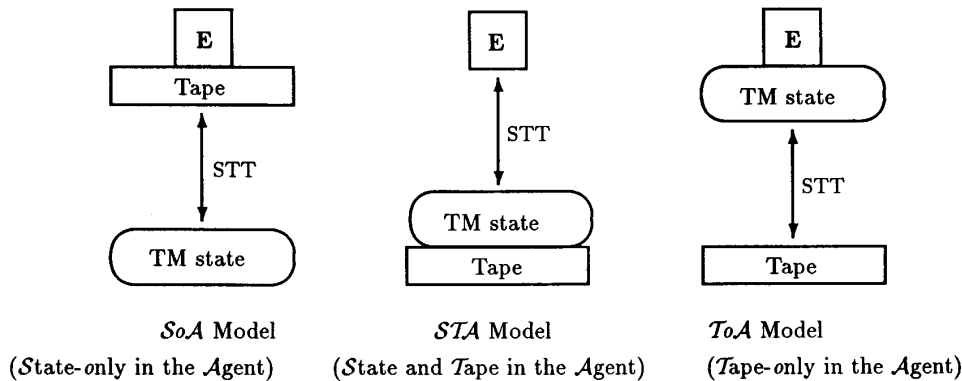 E
Tape
STT
TM state
SoA Model
(State-only in the Agent)
E
STT
TM state
Tape
STA Model
(State and Tape in the Agent)
E
TM state
STT
Tape
ToA Model
(Tape-only in the Agent)